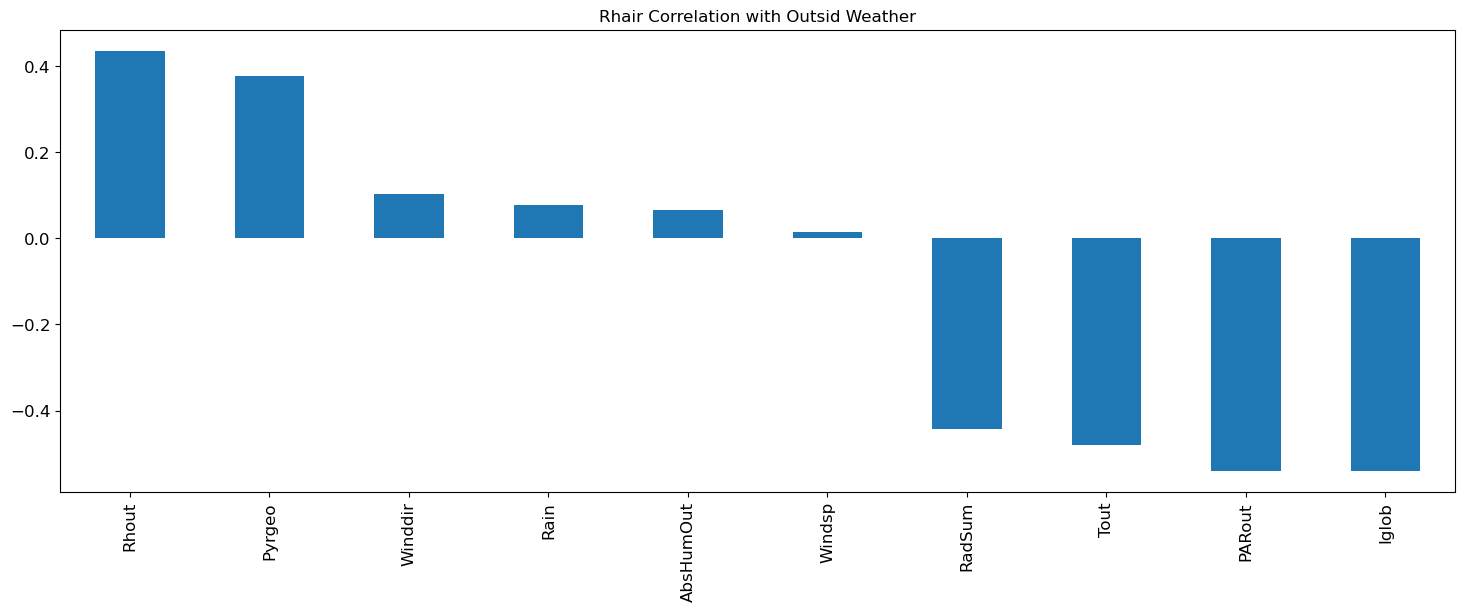 Rhair Correlation with Outsid Weather
0.4
0.2
0.0
−0.2
−0.4
Rhout
Pyrgeo
Winddir
Rain
AbsHumOut
Windsp
RadSum
Tout
PARout
Iglob